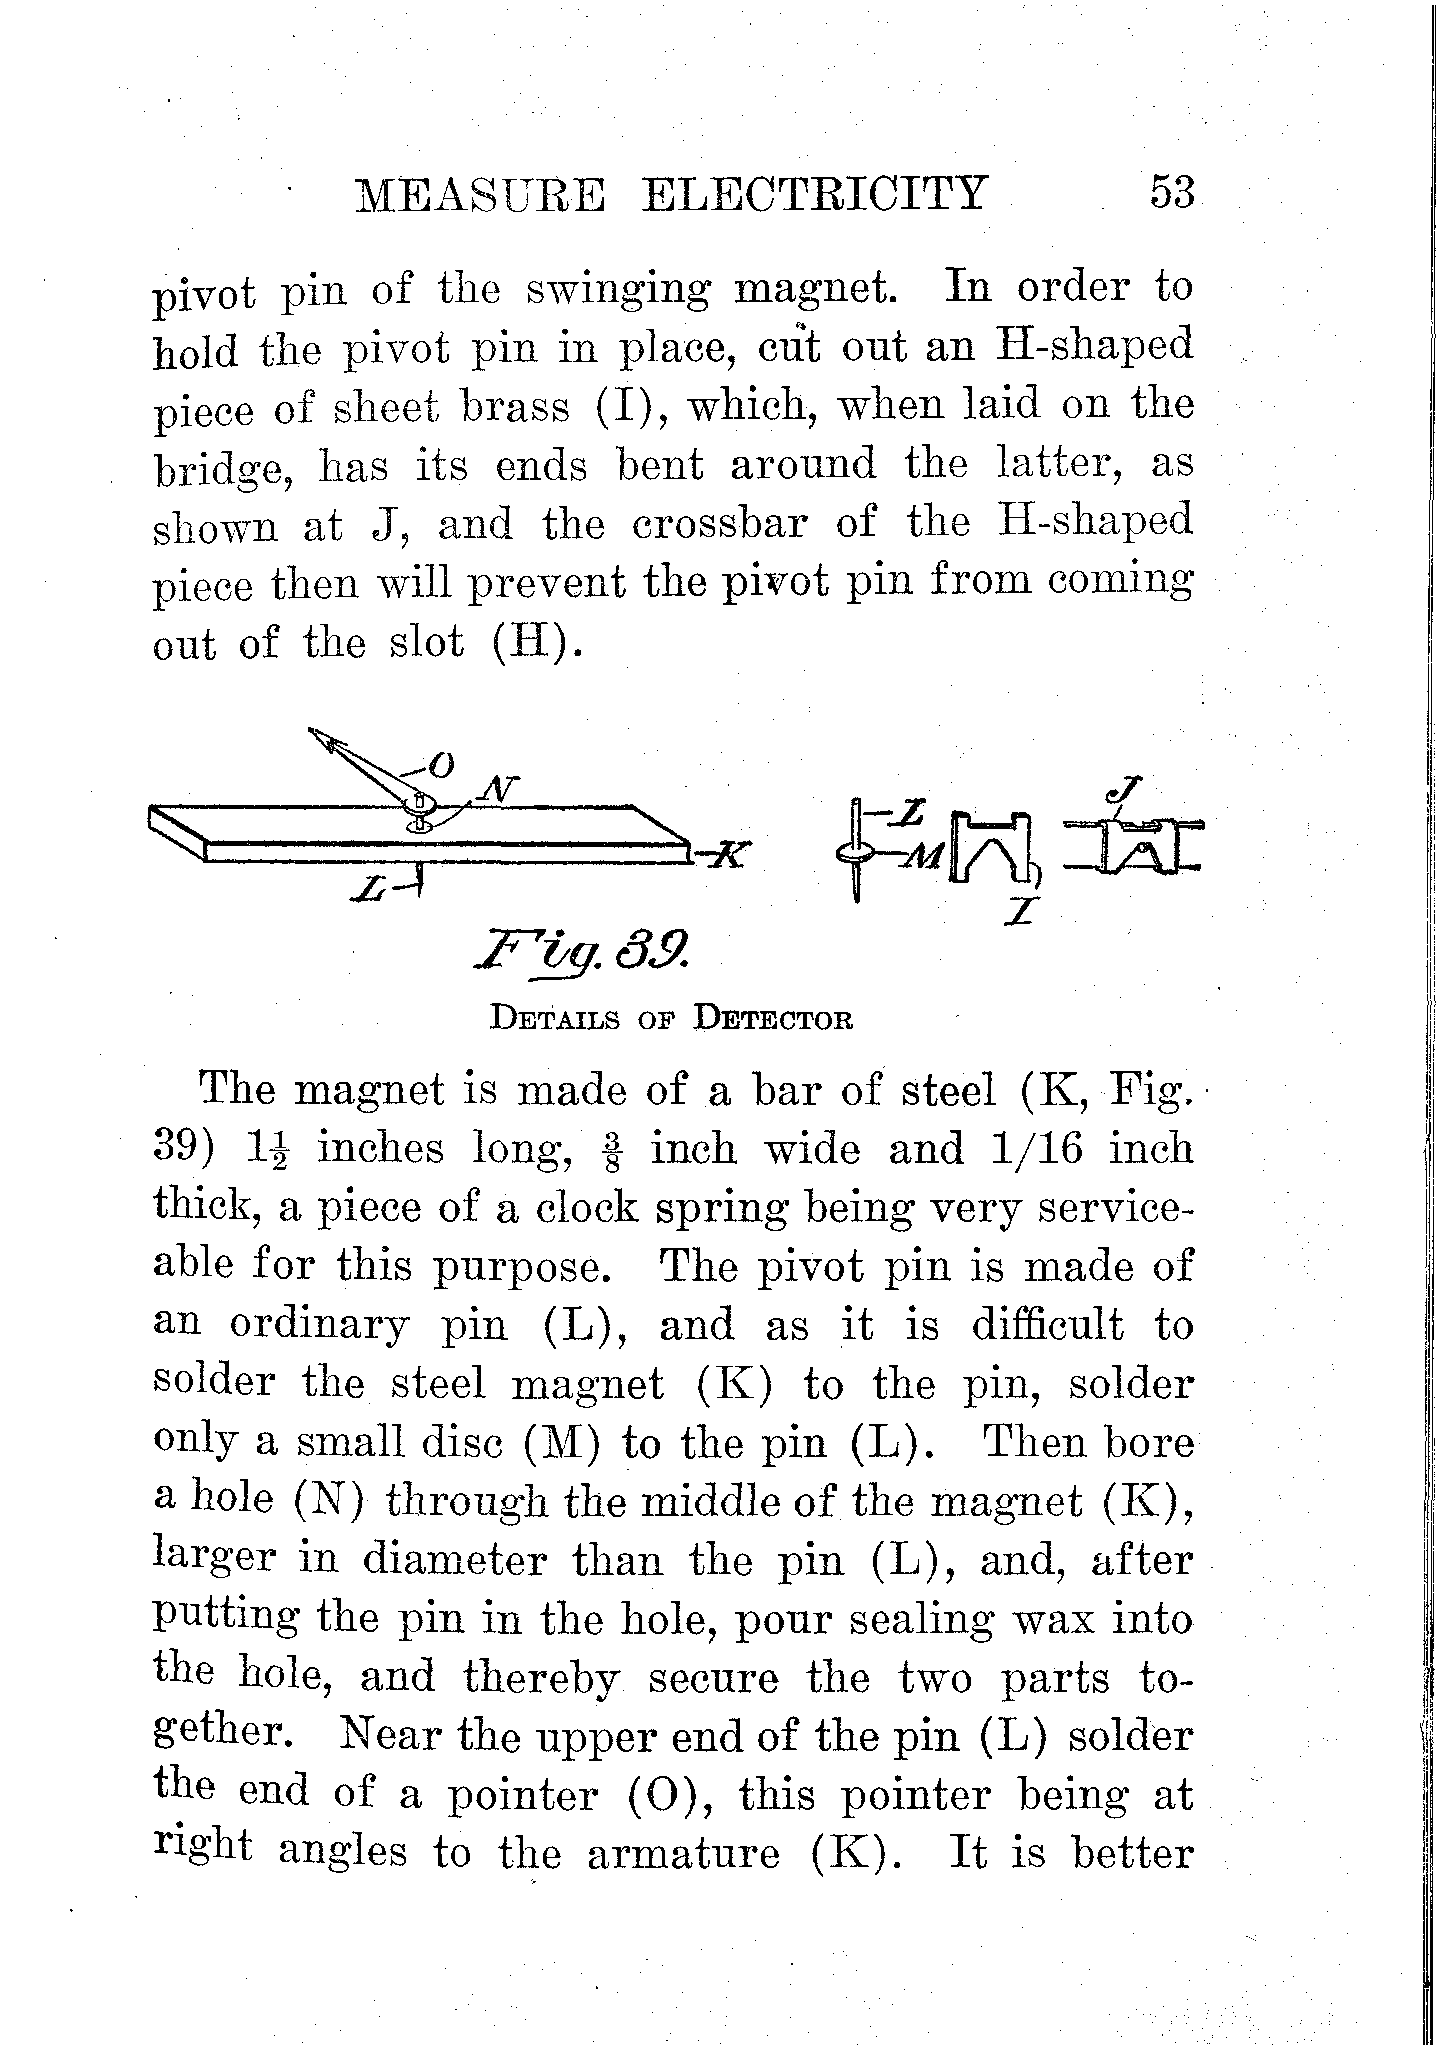 MEASURE ELECTRICITY 53
pivot pin of the swinging magnet. In order to
hold the pivot pin in place, cut out an H-shaped
piece of sheet brass (I), which, when laid on the
bridge, has its ends bent around the latter, as
shown at J, and the crossbar of the H-shaped
piece then will prevent the pivot pin from coming
out of the slot (H).
O
N
K
L
L
M
I
J
Fig. 39.
DETAILS OF DETECTOR
The magnet is made of a bar of steel (K, Fig.
39) 1½ inches long, ⅜ inch wide and 1/16 inch
thick, a piece of a clock spring being very service-
able for this purpose. The pivot pin is made of
an ordinary pin (L), and as it is difficult to
solder the steel magnet (K) to the pin, solder
only a small disc (M) to the pin (L). Then bore
a hole (N) through the middle of the magnet (K),
larger in diameter than the pin (L), and, after
putting the pin in the hole, pour sealing wax into
the hole, and thereby secure the two parts to-
gether. Near the upper end of the pin (L) solder
the end of a pointer (O), this pointer being at
right angles to the armature (K). It is better